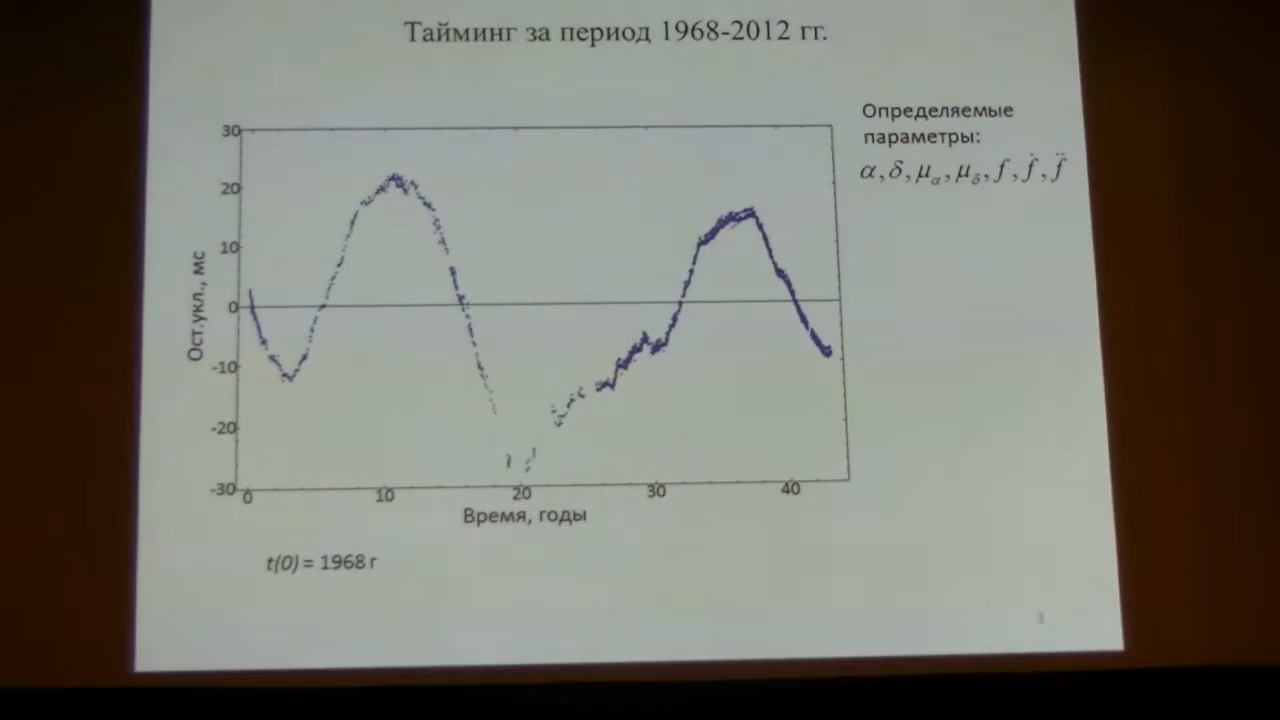 Тайминг за период 1968-2012 гг.
Определяемые
параметры:
α, δ, μ_α, μ_δ, f, ḟ, f̈
30
20
10
0
-10
-20
-30
Ост.укл., мс
0 10 20 30 40
Время, годы
t(0) = 1968 г
3